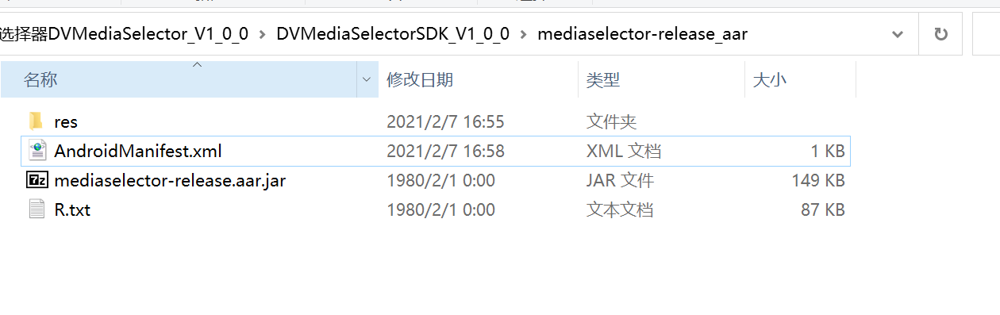 选择器DVMediaSelector_V1_0_0 > DVMediaSelectorSDK_V1_0_0 > mediaselector-release_aar
名称 修改日期 类型 大小
res 2021/2/7 16:55 文件夹
AndroidManifest.xml 2021/2/7 16:58 XML 文档 1 KB
7z mediaselector-release.aar.jar 1980/2/1 0:00 JAR 文件 149 KB
R.txt 1980/2/1 0:00 文本文档 87 KB